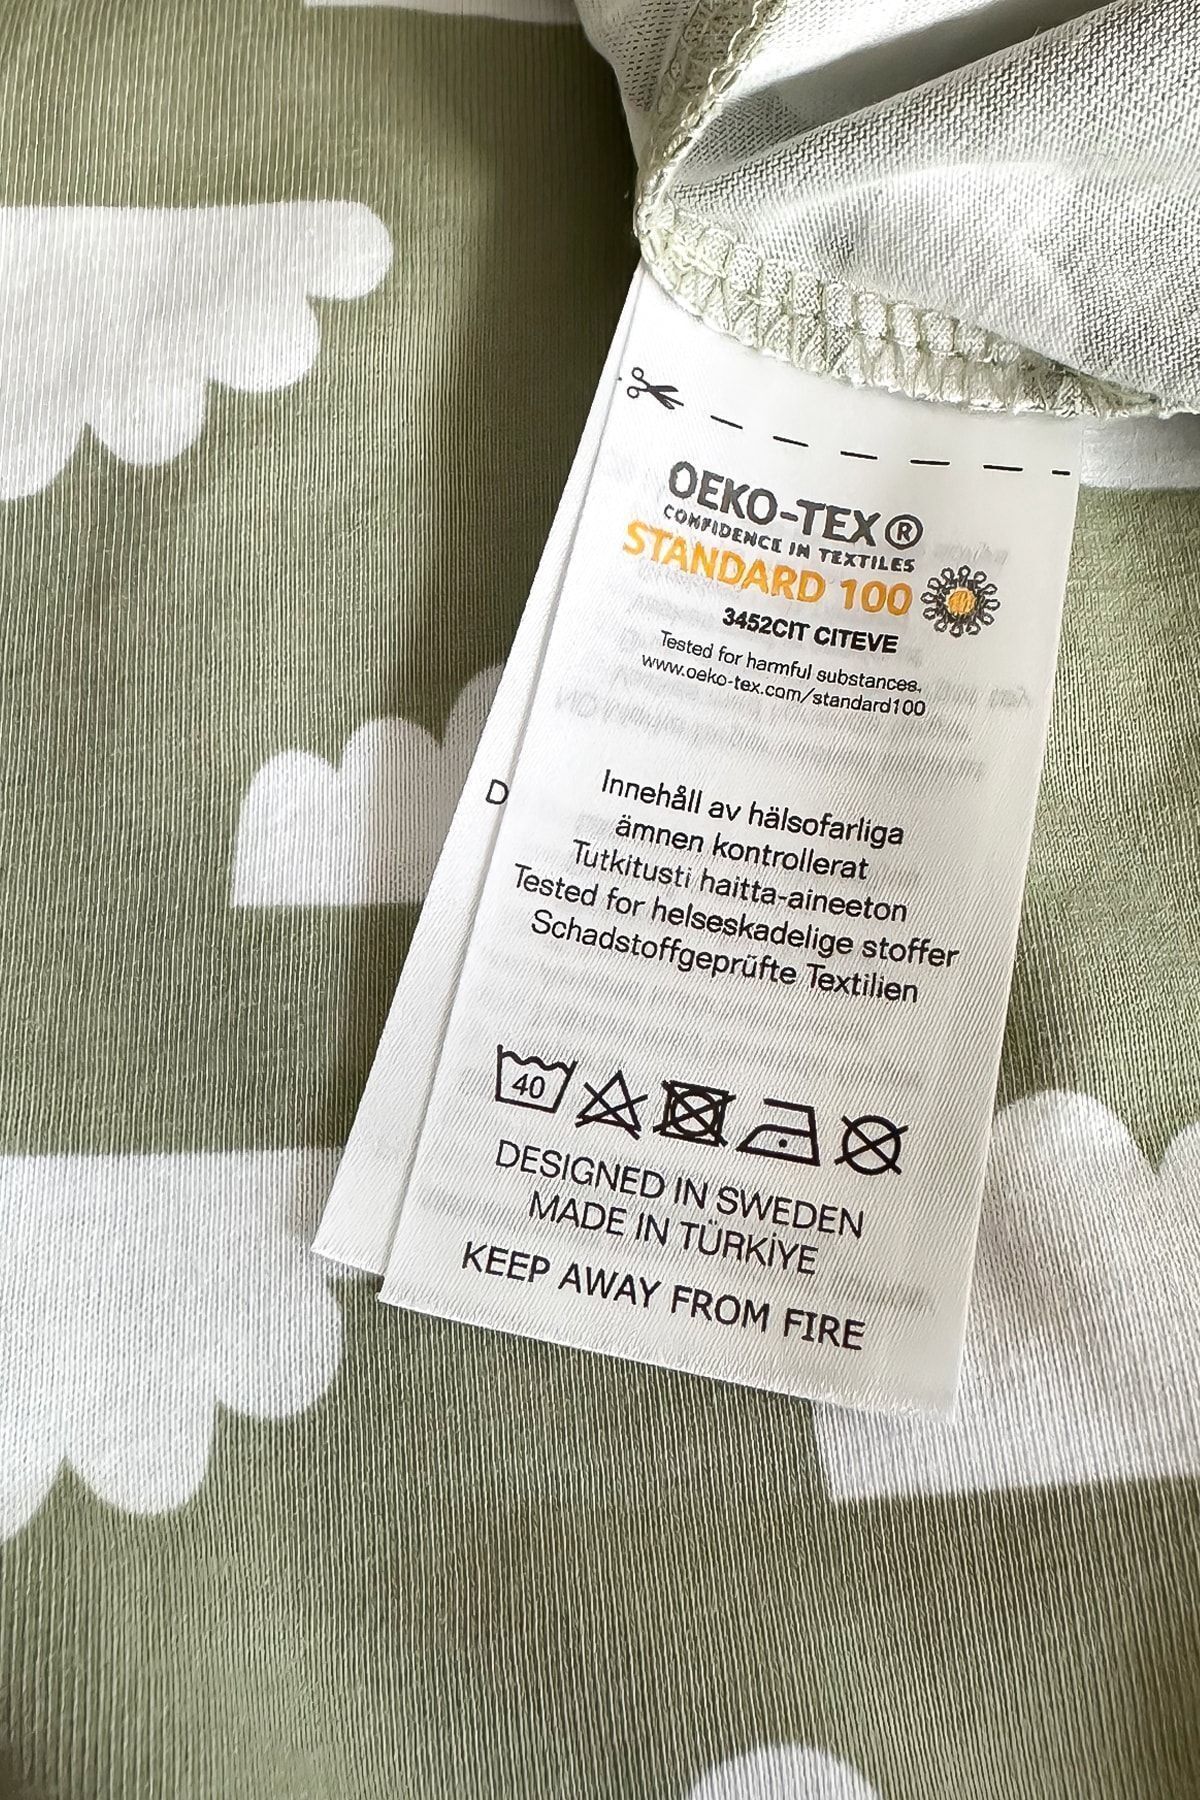 OEKO-TEX®
CONFIDENCE IN TEXTILES
STANDARD 100
3452CIT CITEVE
Tested for harmful substances.
www.oeko-tex.com/standard100
Innehåll av hälsofarliga
ämnen kontrollerat
Tutkitusti haitta-aineeton
Tested for helseskadelige stoffer
Schadstoffgeprüfte Textilien
D
40
DESIGNED IN SWEDEN
MADE IN TÜRKİYE
KEEP AWAY FROM FIRE